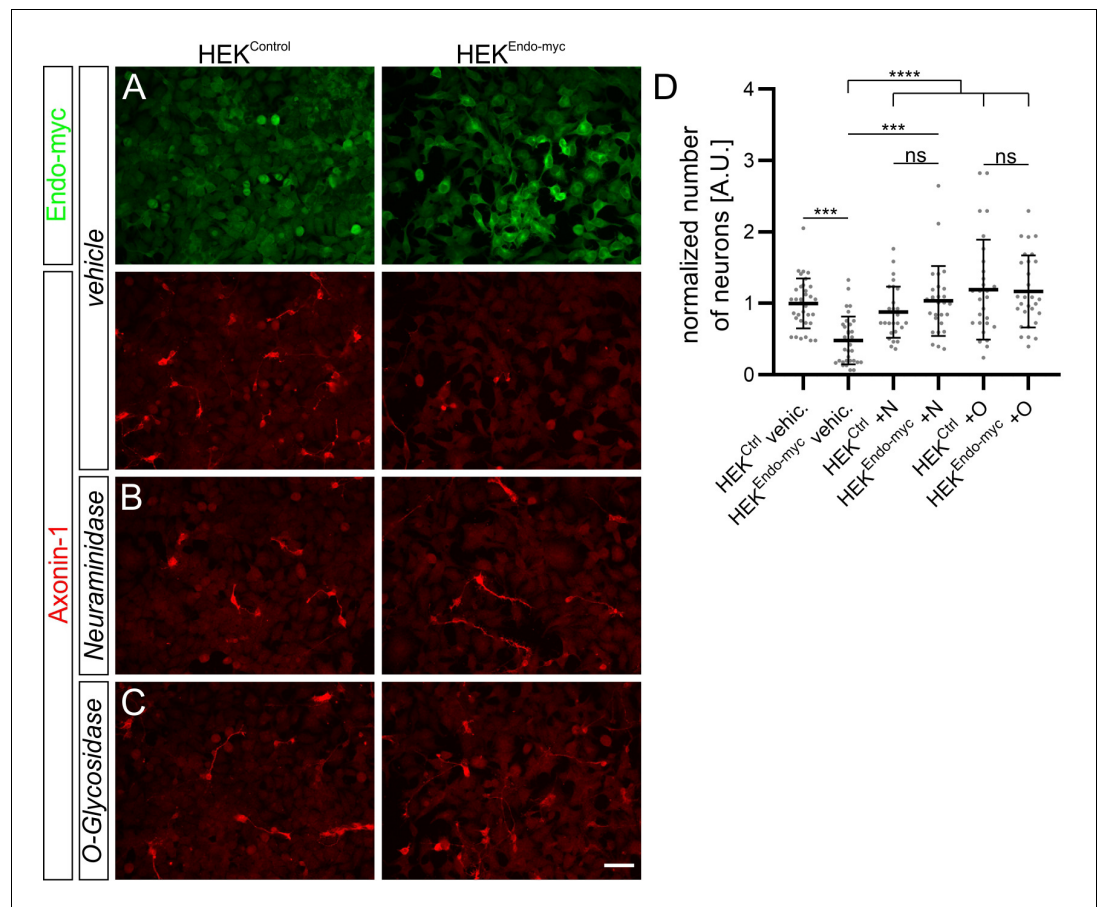 HEK^Control
HEK^Endo-myc
Endo-myc
vehicle
Axonin-1
Neuraminidase
O-Glycosidase
A
B
C
D
normalized number
of neurons [A.U.]
4
3
2
1
0
****
***
ns
ns
***
HEK^Ctrl vehic.
HEK^Endo-myc vehic.
HEK^Ctrl +N
HEK^Endo-myc +N
HEK^Ctrl +O
HEK^Endo-myc +O